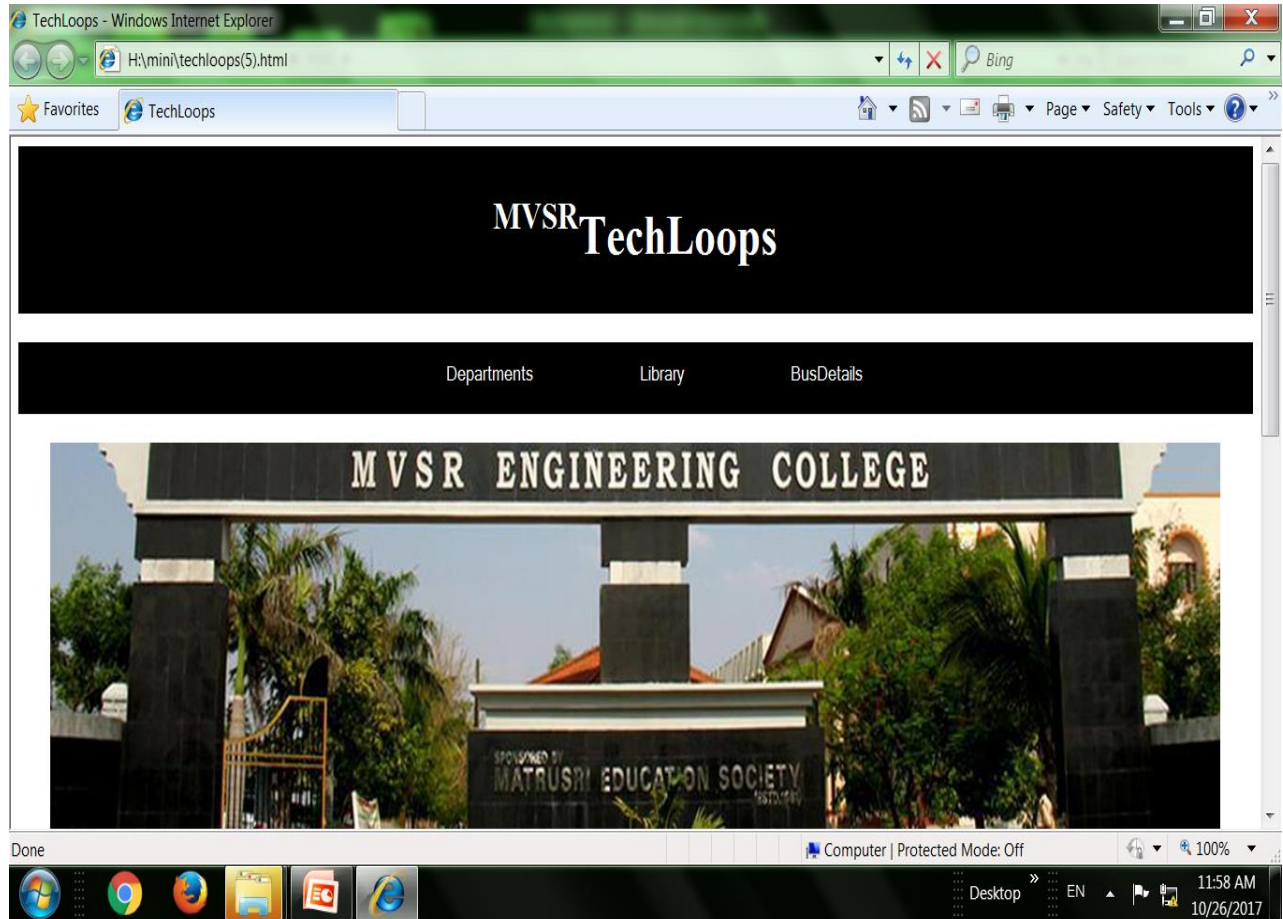 TechLoops - Windows Internet Explorer
H:\mini\techloops(5).html
Bing
Favorites TechLoops Page Safety Tools
MVSRTechLoops
Departments Library BusDetails
MVSR ENGINEERING COLLEGE
SPONSORED BY
MATRUSRI EDUCATION SOCIETY
Done Computer | Protected Mode: Off 100%
Desktop » EN 11:58 AM
10/26/2017